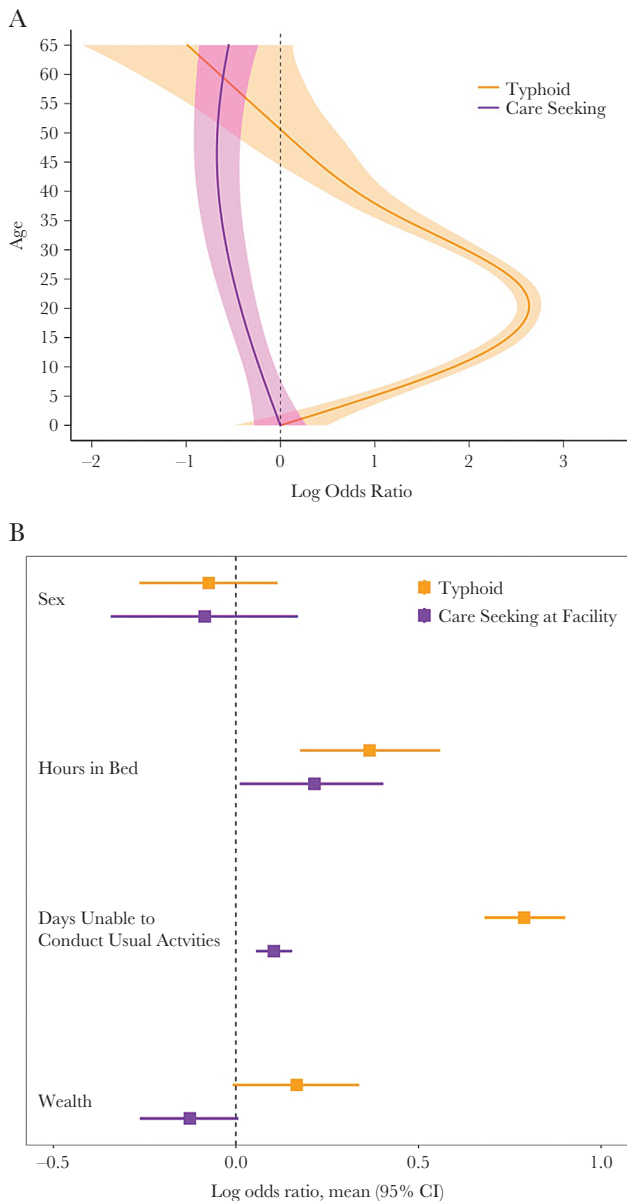 A
65
60
55
50
45
40
35
30
25
20
15
10
5
0
Age
Typhoid
Care Seeking
–2 –1 0 1 2 3
Log Odds Ratio
B
Sex
Typhoid
Care Seeking at Facility
Hours in Bed
Days Unable to
Conduct Usual Actvities
Wealth
–0.5 0.0 0.5 1.0
Log odds ratio, mean (95% CI)